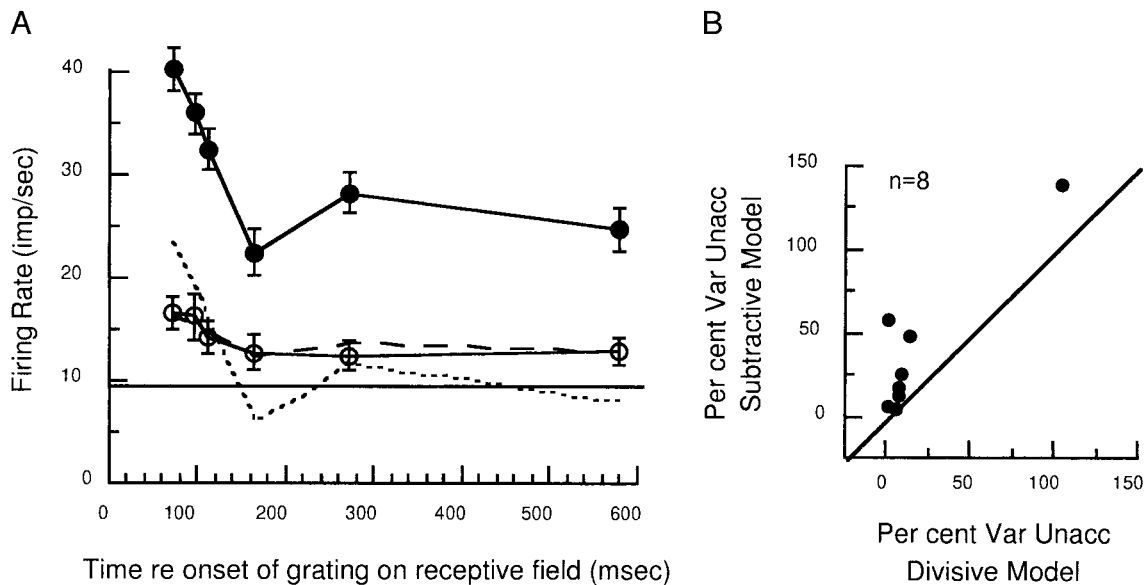 A
Firing Rate (imp/sec)
40
30
20
10
0
0 100 200 300 400 500 600
Time re onset of grating on receptive field (msec)
B
Per cent Var Unacc
Subtractive Model
150
100
50
0
n=8
0 50 100 150
Per cent Var Unacc
Divisive Model